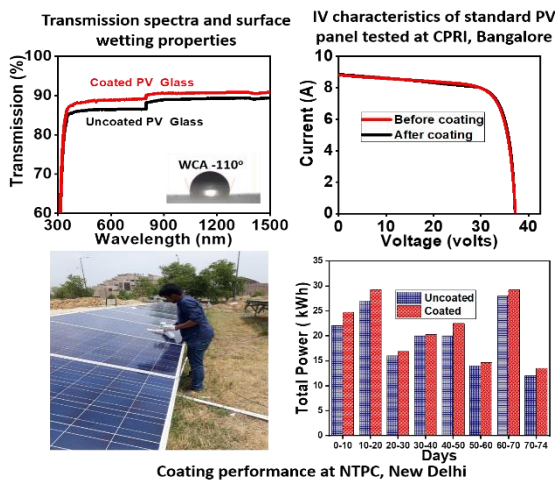 Transmission spectra and surface
wetting properties
Transmission (%)
100
90
80
70
60
Coated PV Glass
Uncoated PV Glass
WCA -110°
300 600 900 1200 1500
Wavelength (nm)
IV characteristics of standard PV
panel tested at CPRI, Bangalore
Current (A)
10
8
6
4
2
0
Before coating
After coating
0 10 20 30 40
Voltage (volts)
Total Power ( kWh)
35
30
25
20
15
10
5
0
Uncoated
Coated
0-10 10-20 20-30 30-40 40-50 50-60 60-70 70-74
Days
Coating performance at NTPC, New Delhi